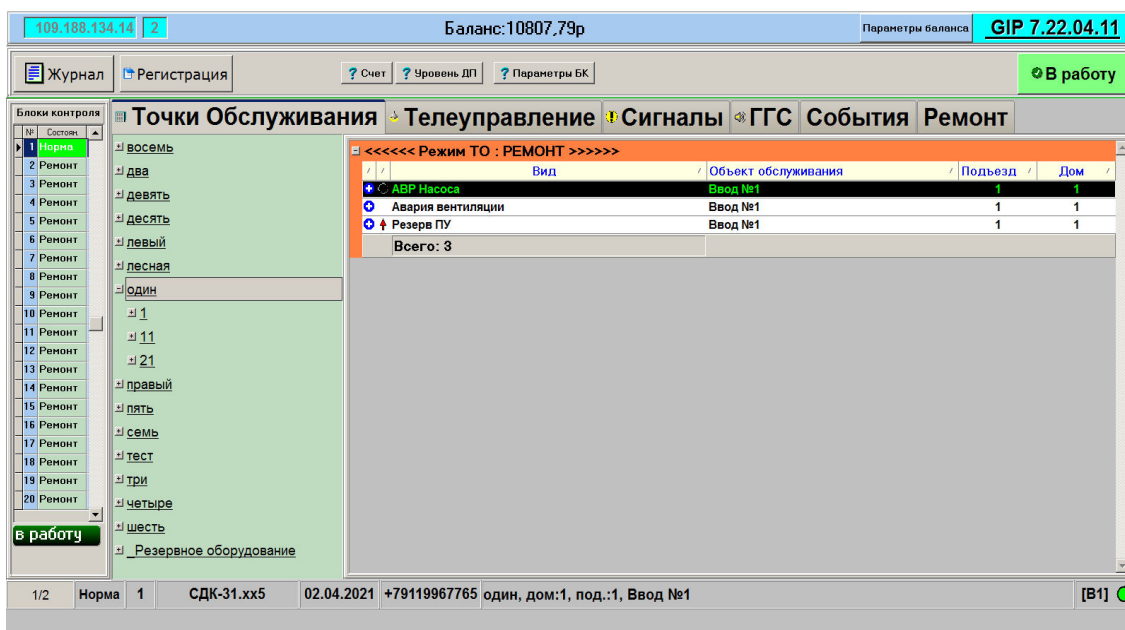 109.188.134.14 2 Баланс:10807,79р Параметры баланса GIP 7.22.04.11
Журнал Регистрация ? Счет ? Уровень ДП ? Параметры БК В работу
Блоки контроля Точки Обслуживания Телеуправление Сигналы ГГС События Ремонт
№ Состоян.
1 Норма
2 Ремонт
3 Ремонт
4 Ремонт
5 Ремонт
6 Ремонт
7 Ремонт
8 Ремонт
9 Ремонт
10 Ремонт
11 Ремонт
12 Ремонт
13 Ремонт
14 Ремонт
15 Ремонт
16 Ремонт
17 Ремонт
18 Ремонт
19 Ремонт
20 Ремонт
в работу
восемь
два
девять
десять
левый
лесная
один
1
11
21
правый
пять
семь
тест
три
четыре
шесть
_Резервное оборудование
<<<<<< Режим ТО : РЕМОНТ >>>>>>
Вид Объект обслуживания Подъезд Дом
АВР Насоса Ввод №1 1 1
Авария вентиляции Ввод №1 1 1
Резерв ПУ Ввод №1 1 1
Всего: 3
1/2 Норма 1 СДК-31.xx5 02.04.2021 +79119967765 один, дом:1, под.:1, Ввод №1 [B1]